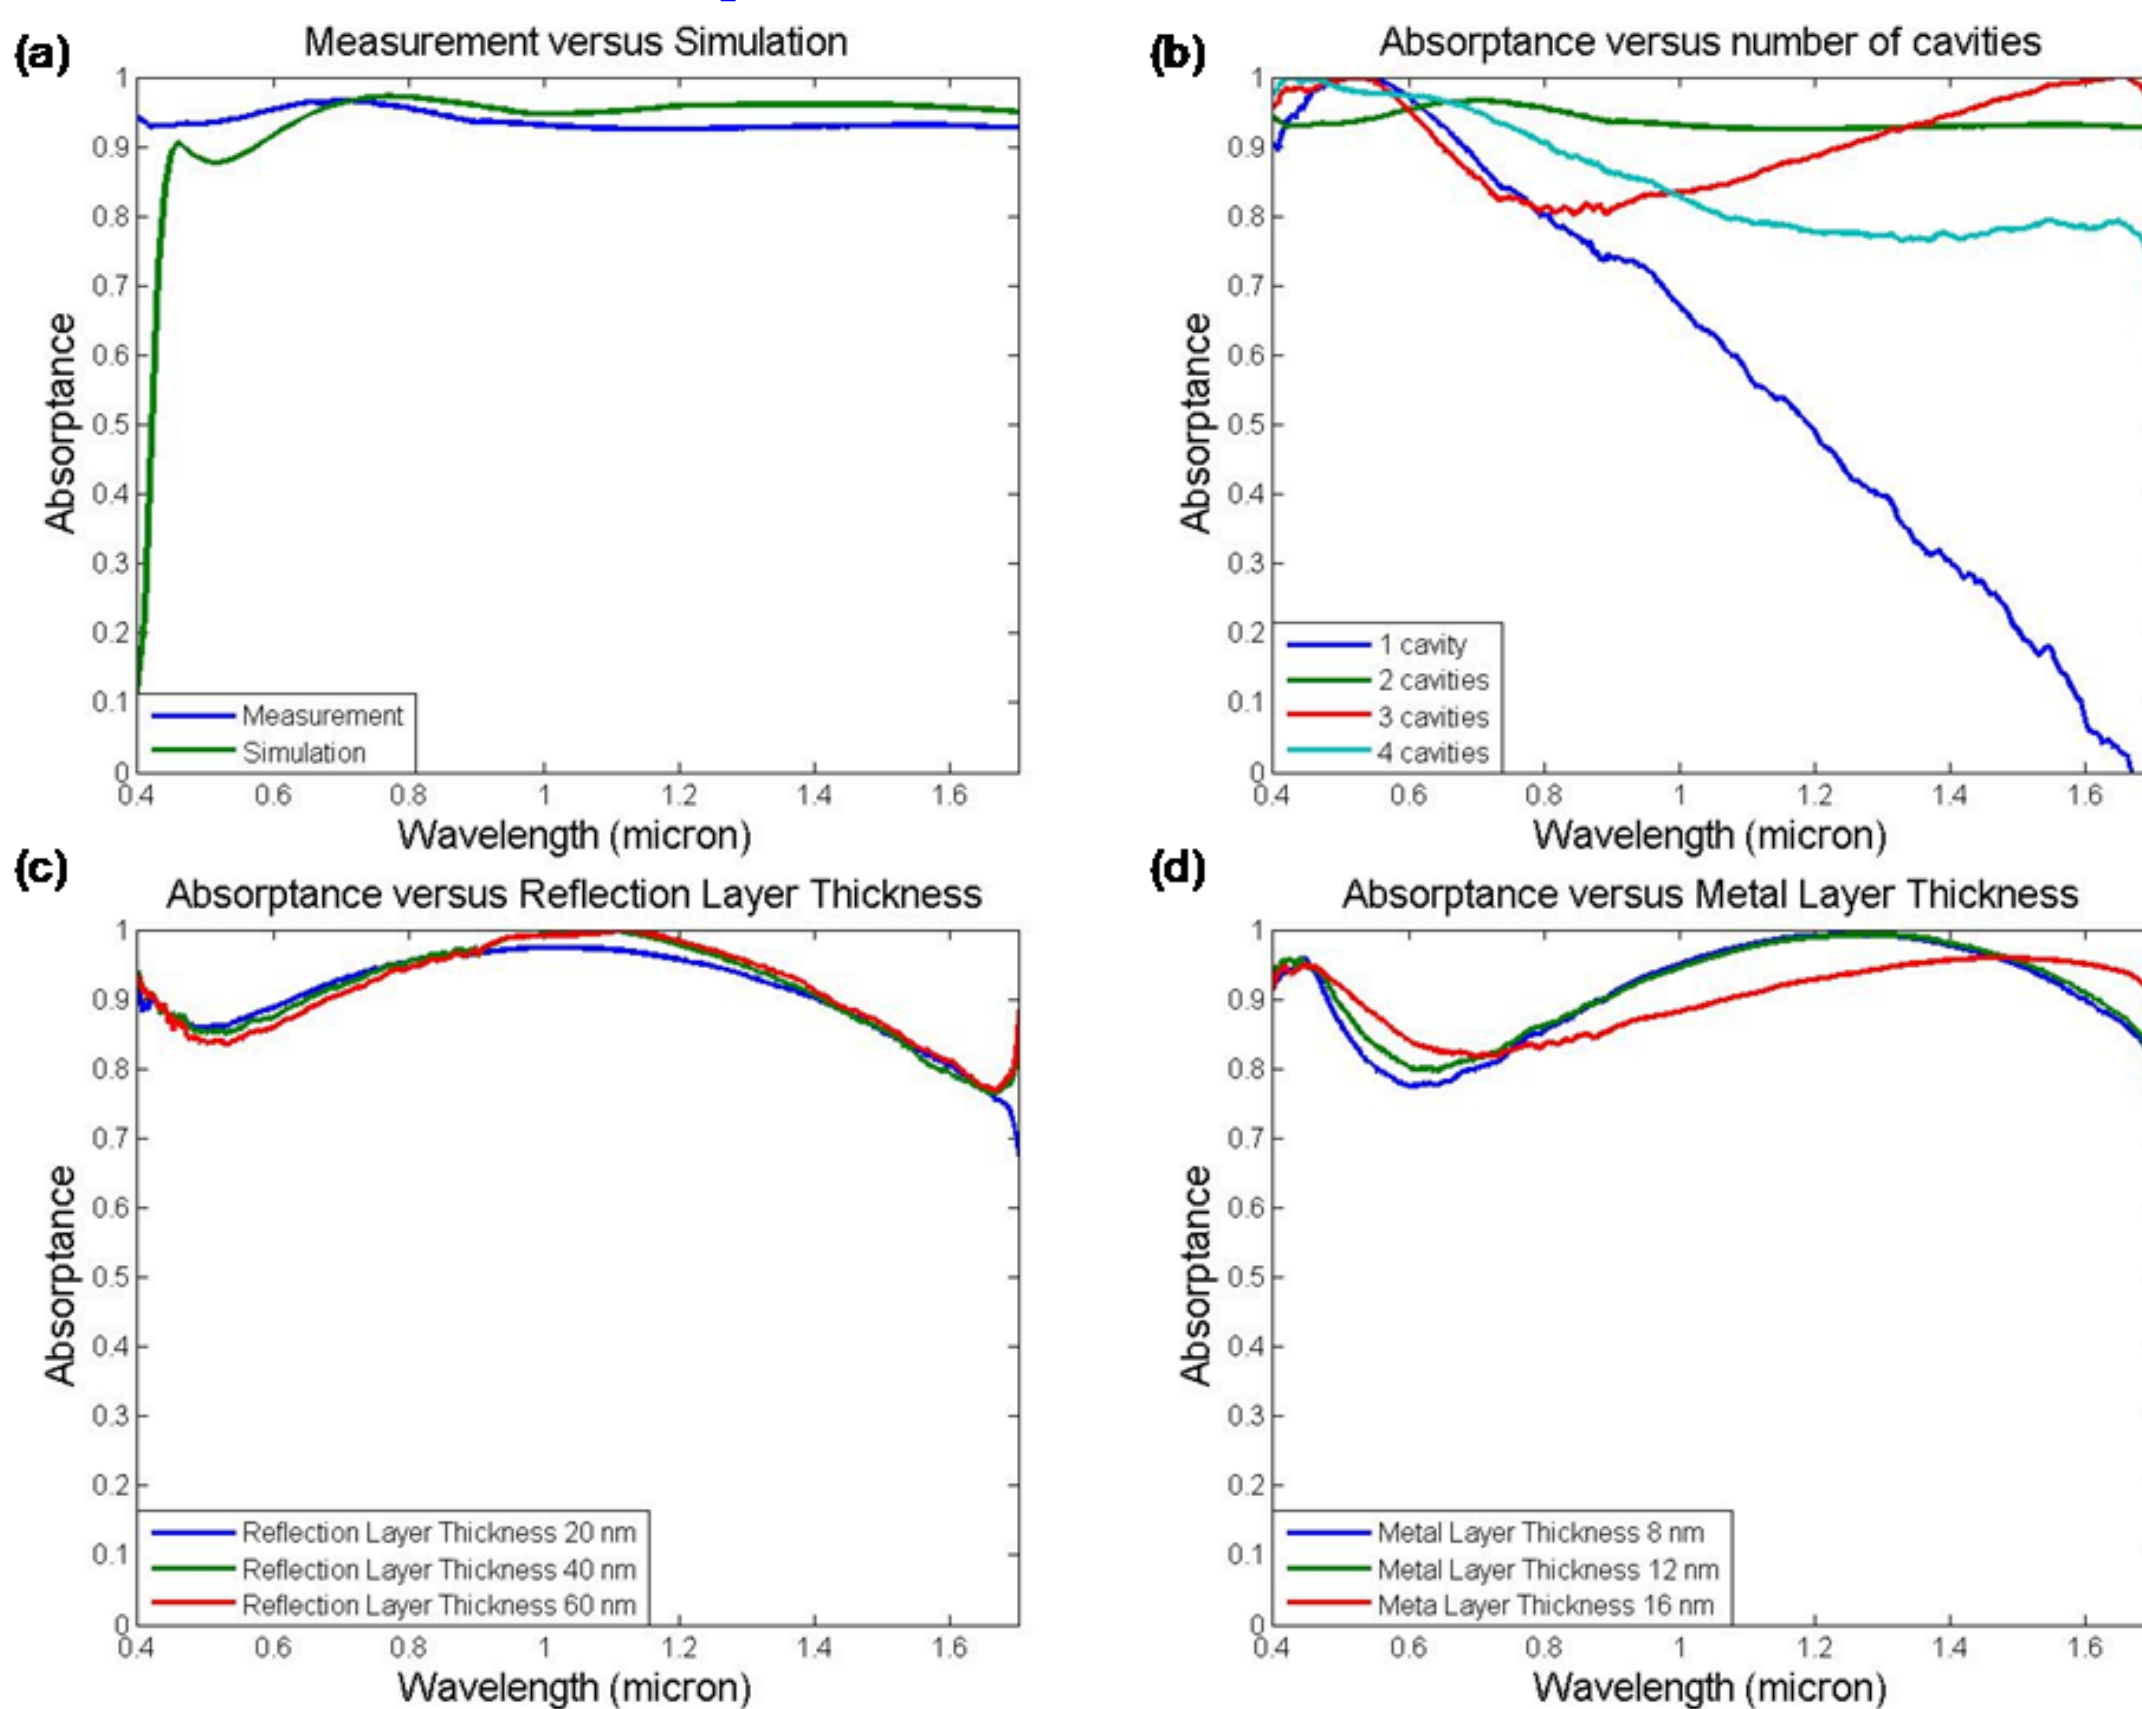 (a)
Measurement versus Simulation
1
0.9
0.8
0.7
0.6
0.5
0.4
0.3
0.2
0.1
0
Absorptance
Measurement
Simulation
0.4 0.6 0.8 1 1.2 1.4 1.6
Wavelength (micron)
(b)
Absorptance versus number of cavities
1
0.9
0.8
0.7
0.6
0.5
0.4
0.3
0.2
0.1
0
Absorptance
1 cavity
2 cavities
3 cavities
4 cavities
0.4 0.6 0.8 1 1.2 1.4 1.6
Wavelength (micron)
(c)
Absorptance versus Reflection Layer Thickness
1
0.9
0.8
0.7
0.6
0.5
0.4
0.3
0.2
0.1
0
Absorptance
Reflection Layer Thickness 20 nm
Reflection Layer Thickness 40 nm
Reflection Layer Thickness 60 nm
0.4 0.6 0.8 1 1.2 1.4 1.6
Wavelength (micron)
(d)
Absorptance versus Metal Layer Thickness
1
0.9
0.8
0.7
0.6
0.5
0.4
0.3
0.2
0.1
0
Absorptance
Metal Layer Thickness 8 nm
Metal Layer Thickness 12 nm
Meta Layer Thickness 16 nm
0.4 0.6 0.8 1 1.2 1.4 1.6
Wavelength (micron)